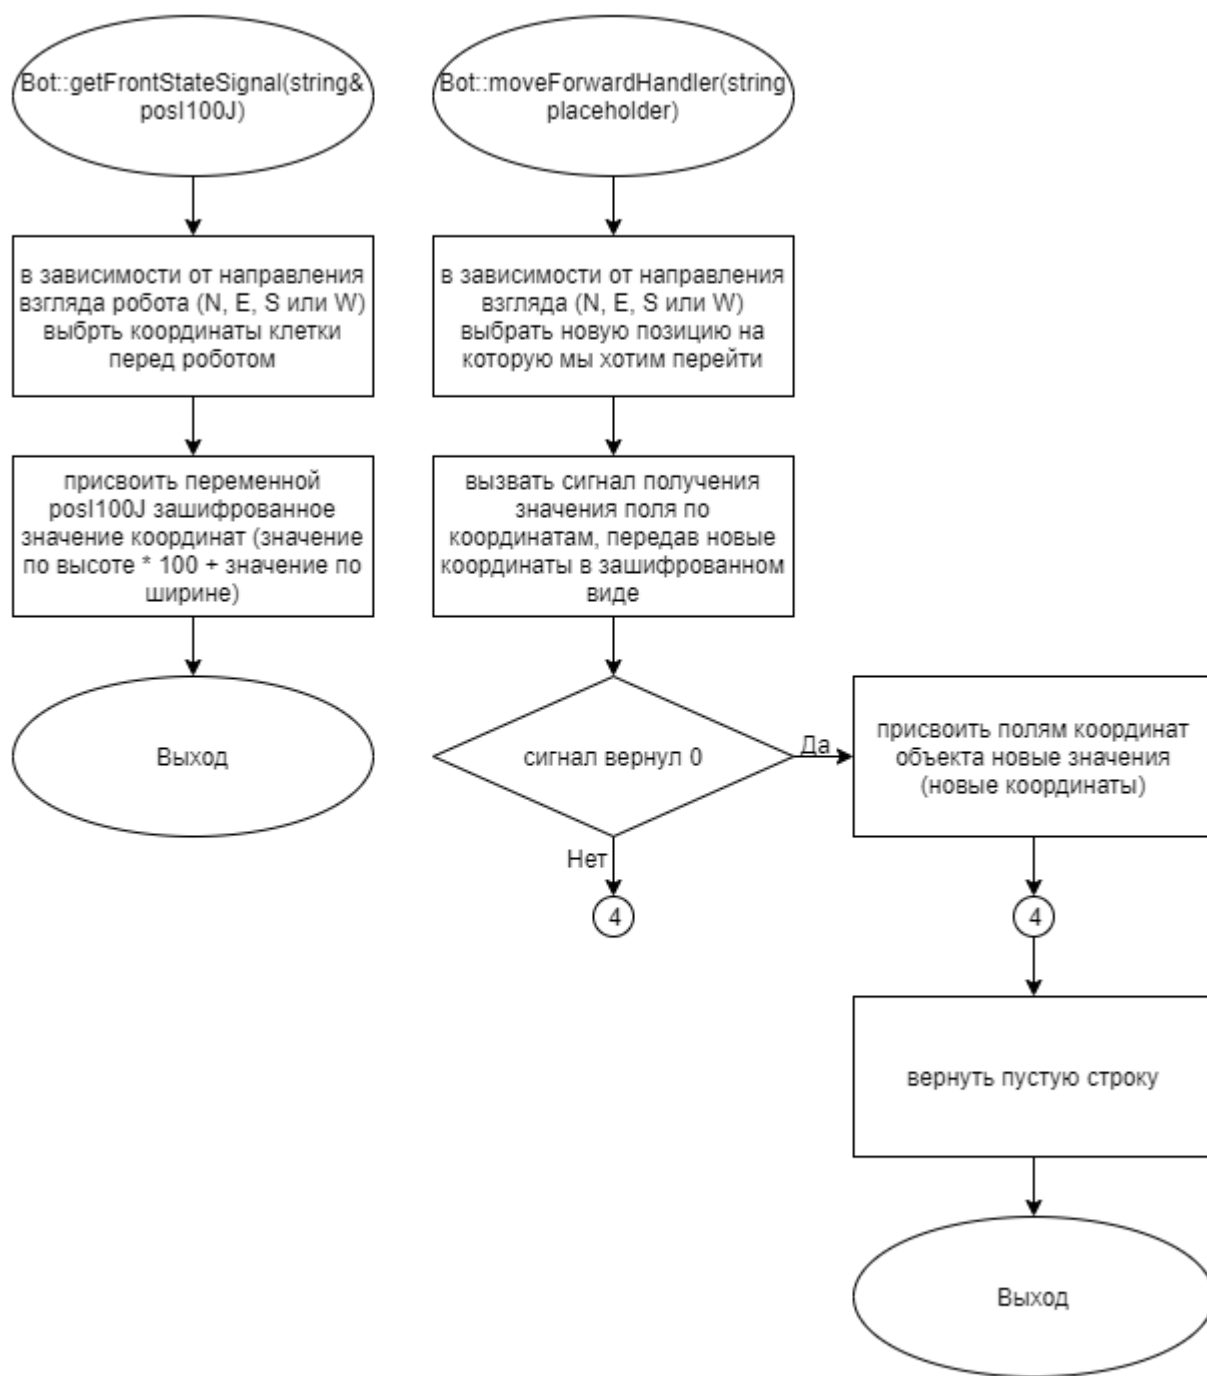 Bot::getFrontStateSignal(string&
posI100J)
в зависимости от направления
взгляда робота (N, E, S или W)
выбрть координаты клетки
перед роботом
присвоить переменной
posI100J зашифрованное
значение координат (значение
по высоте * 100 + значение по
ширине)
Выход
Bot::moveForwardHandler(string
placeholder)
в зависимости от направления
взгляда (N, E, S или W)
выбрать новую позицию на
которую мы хотим перейти
вызвать сигнал получения
значения поля по
координатам, передав новые
координаты в зашифрованном
виде
сигнал вернул 0
Да
Нет
4
присвоить полям координат
объекта новые значения
(новые координаты)
4
вернуть пустую строку
Выход